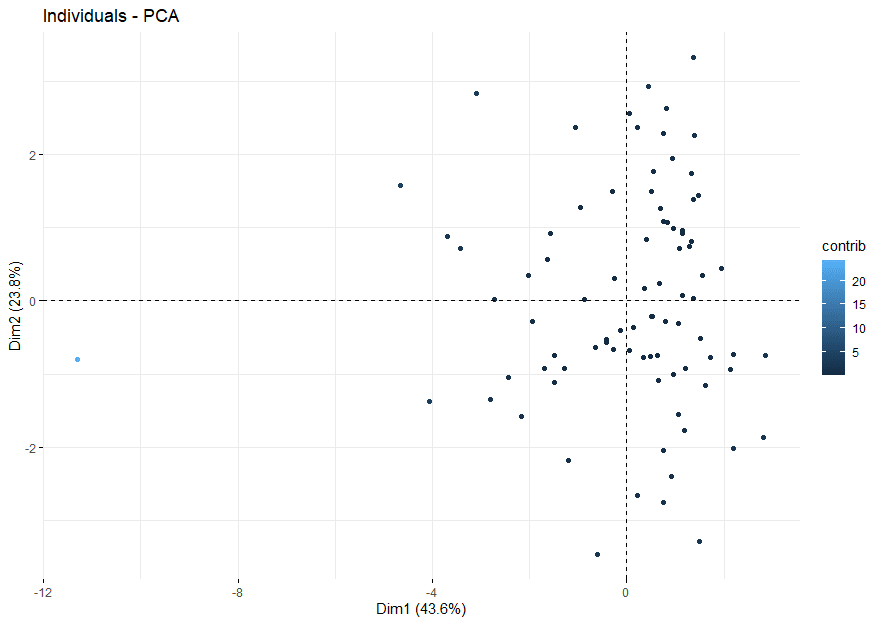 Individuals - PCA
Dim2 (23.8%)
2
0
-2
-12
-8
-4
0
Dim1 (43.6%)
contrib
20
15
10
5